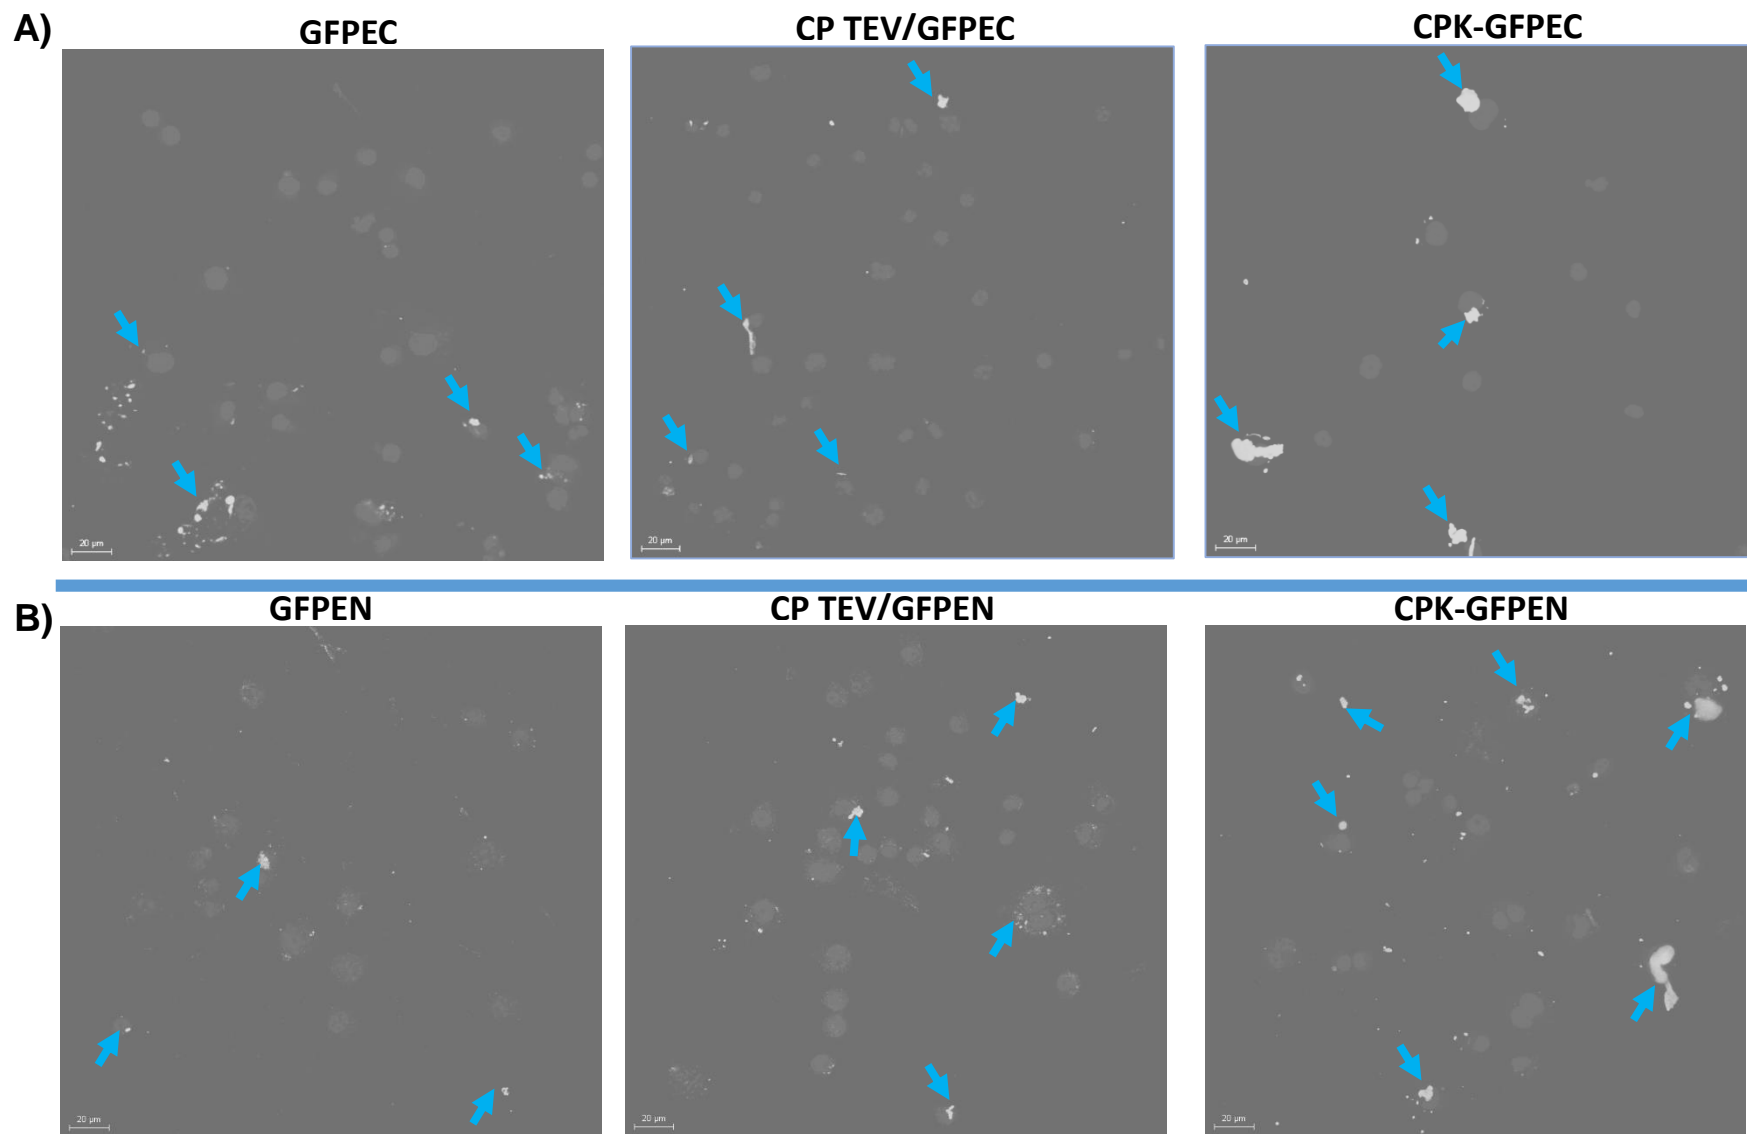 A)
GFPEC
CP TEV/GFPEC
CPK-GFPEC
20 µm
20 µm
20 µm
B)
GFPEN
CP TEV/GFPEN
CPK-GFPEN
20 µm
20 µm
20 µm